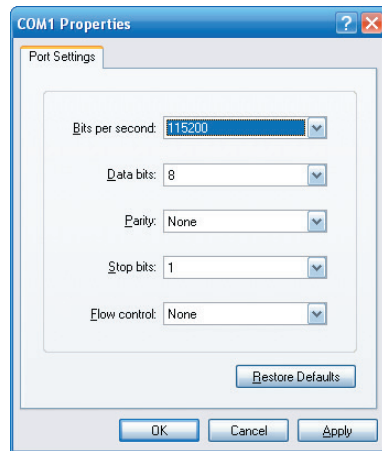 COM1 Properties
Port Settings
Bits per second: 115200
Data bits: 8
Parity: None
Stop bits: 1
Flow control: None
Restore Defaults
OK Cancel Apply